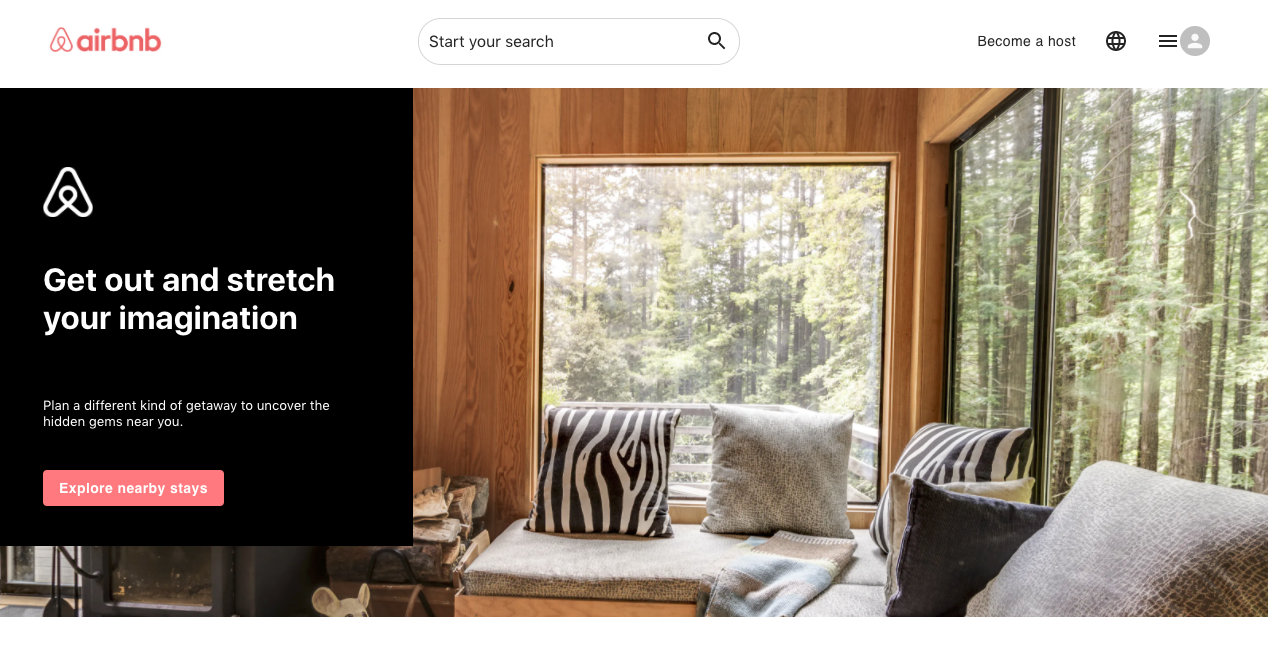 airbnb
Start your search
Become a host
Get out and stretch
your imagination
Plan a different kind of getaway to uncover the
hidden gems near you.
Explore nearby stays